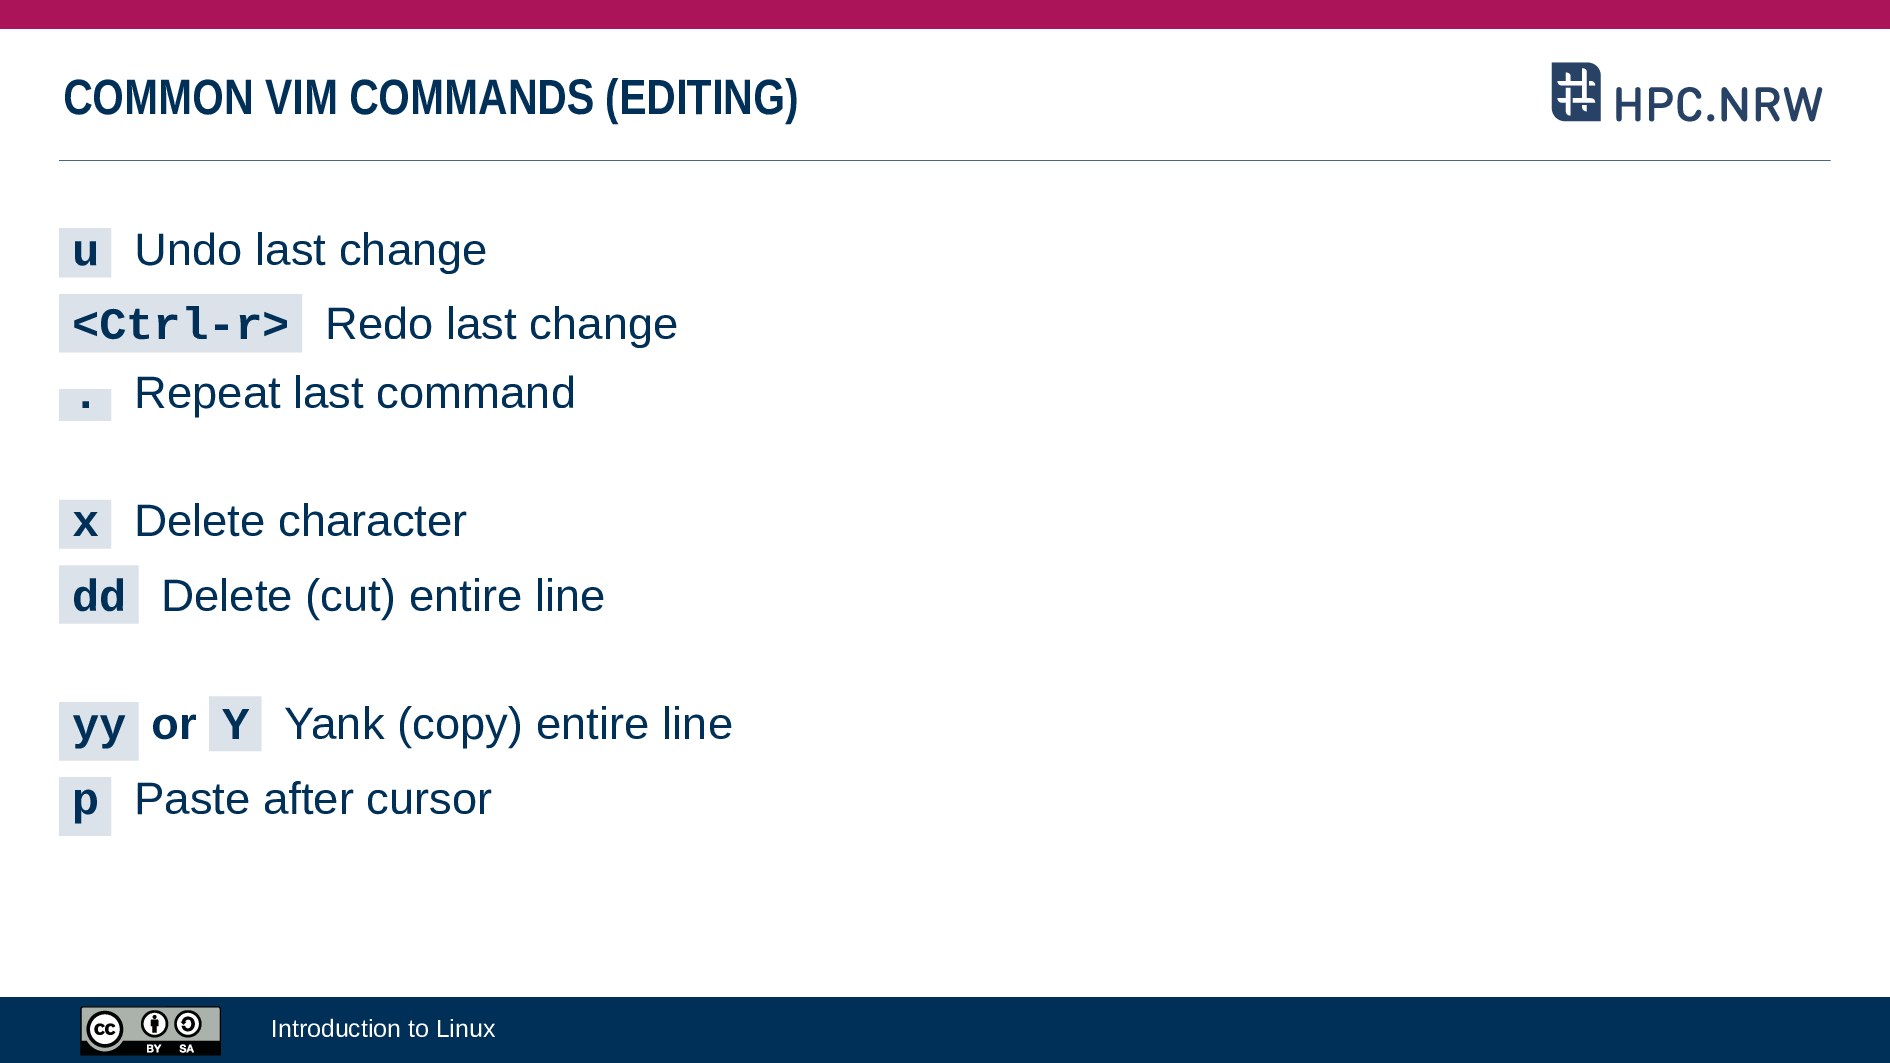 COMMON VIM COMMANDS (EDITING)
HPC.NRW
u Undo last change
<Ctrl-r> Redo last change
. Repeat last command
x Delete character
dd Delete (cut) entire line
yy or Y Yank (copy) entire line
p Paste after cursor
cc BY SA
Introduction to Linux